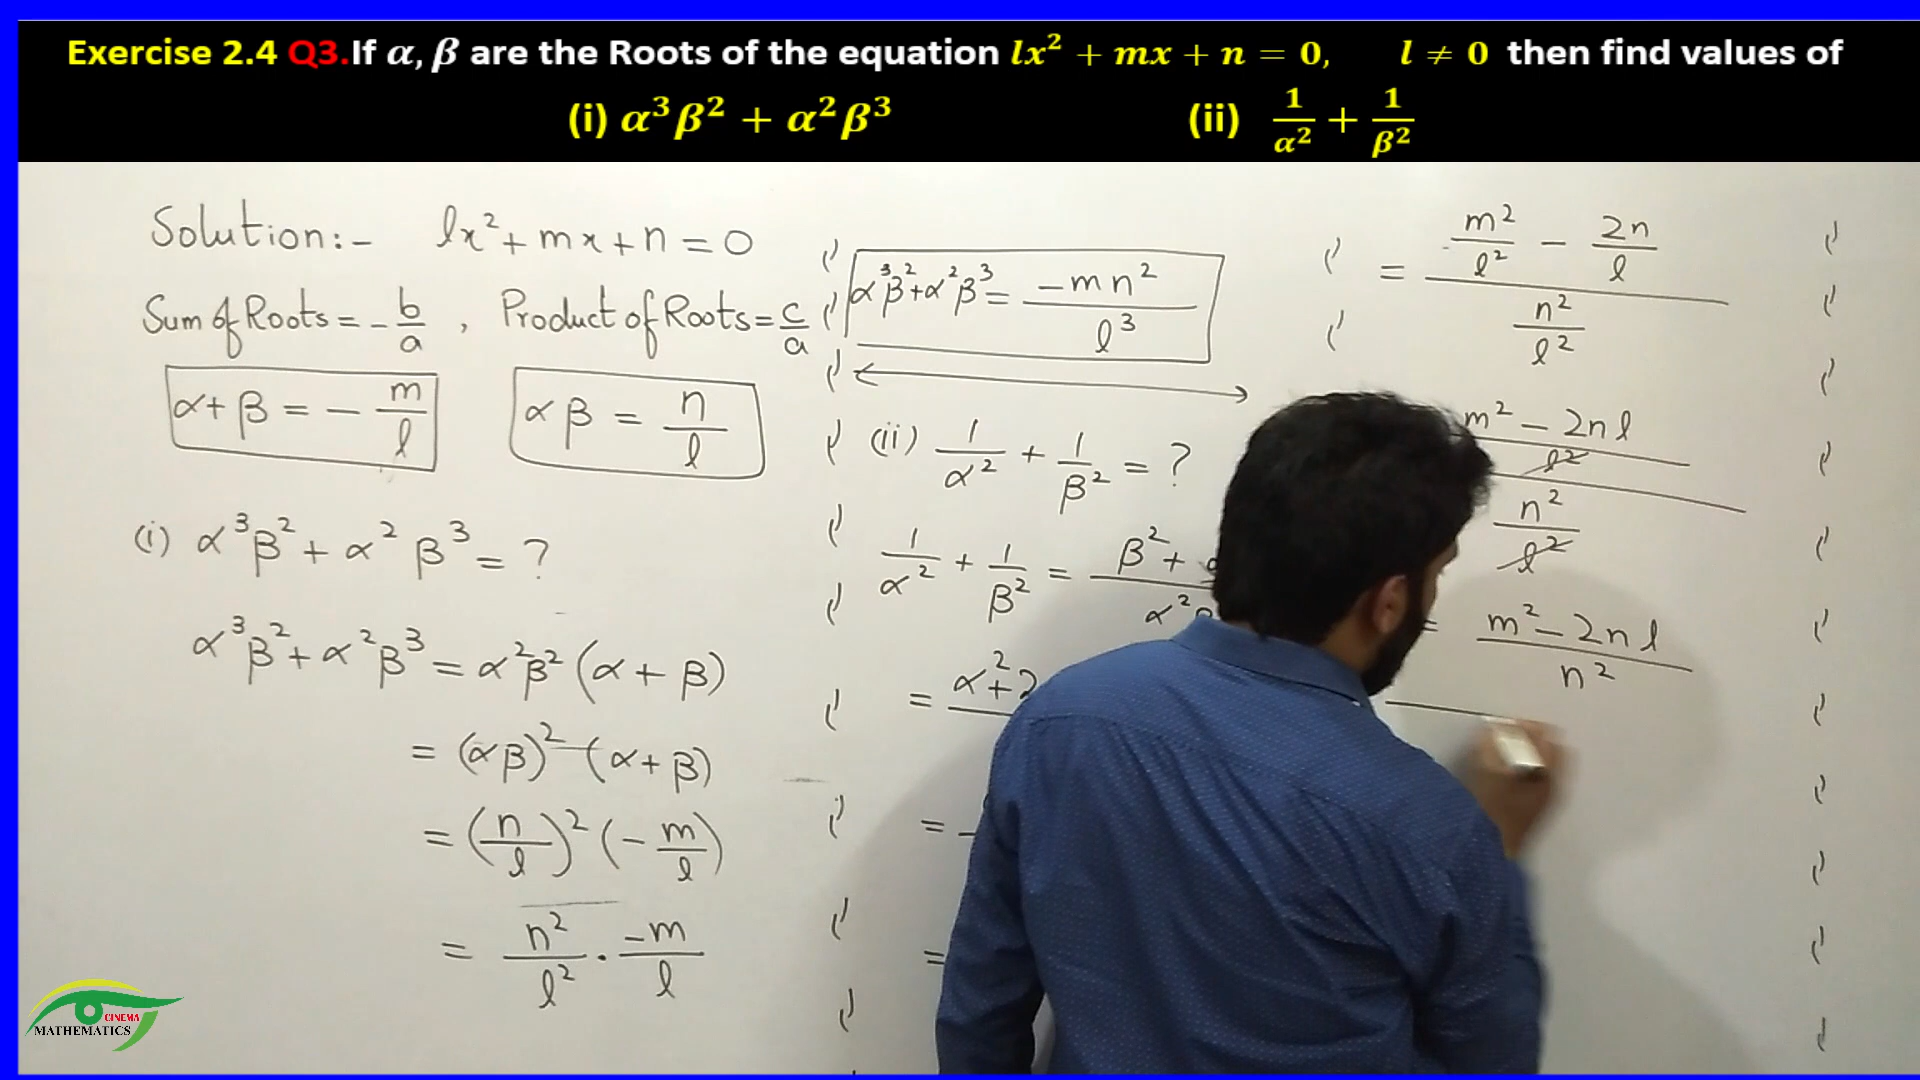 Exercise 2.4 Q3.If α, β are the Roots of the equation lx² + mx + n = 0, l ≠ 0 then find values of
(i) α³β² + α²β³ (ii) 1/α² + 1/β²
Solution:- lx²+mx+n=0
Sum of Roots = -b/a , Product of Roots = c/a
α+β = -m/l αβ = n/l
(i) α³β² + α²β³ = ?
α³β²+α²β³ = α²β²(α + β)
= (αβ)² (α+β)
= (n/l)² (-m/l)
= n²/l² . -m/l
α³β²+α²β³ = -mn²/l³
(ii) 1/α² + 1/β² = ?
1/α² + 1/β² = β²+
α²
= α²+2
=
=
= (m²/l² - 2n/l) / (n²/l²)
(m² - 2nl / l²) / (n²/l²)
= m² - 2nl / n²
CINEMA
MATHEMATICS